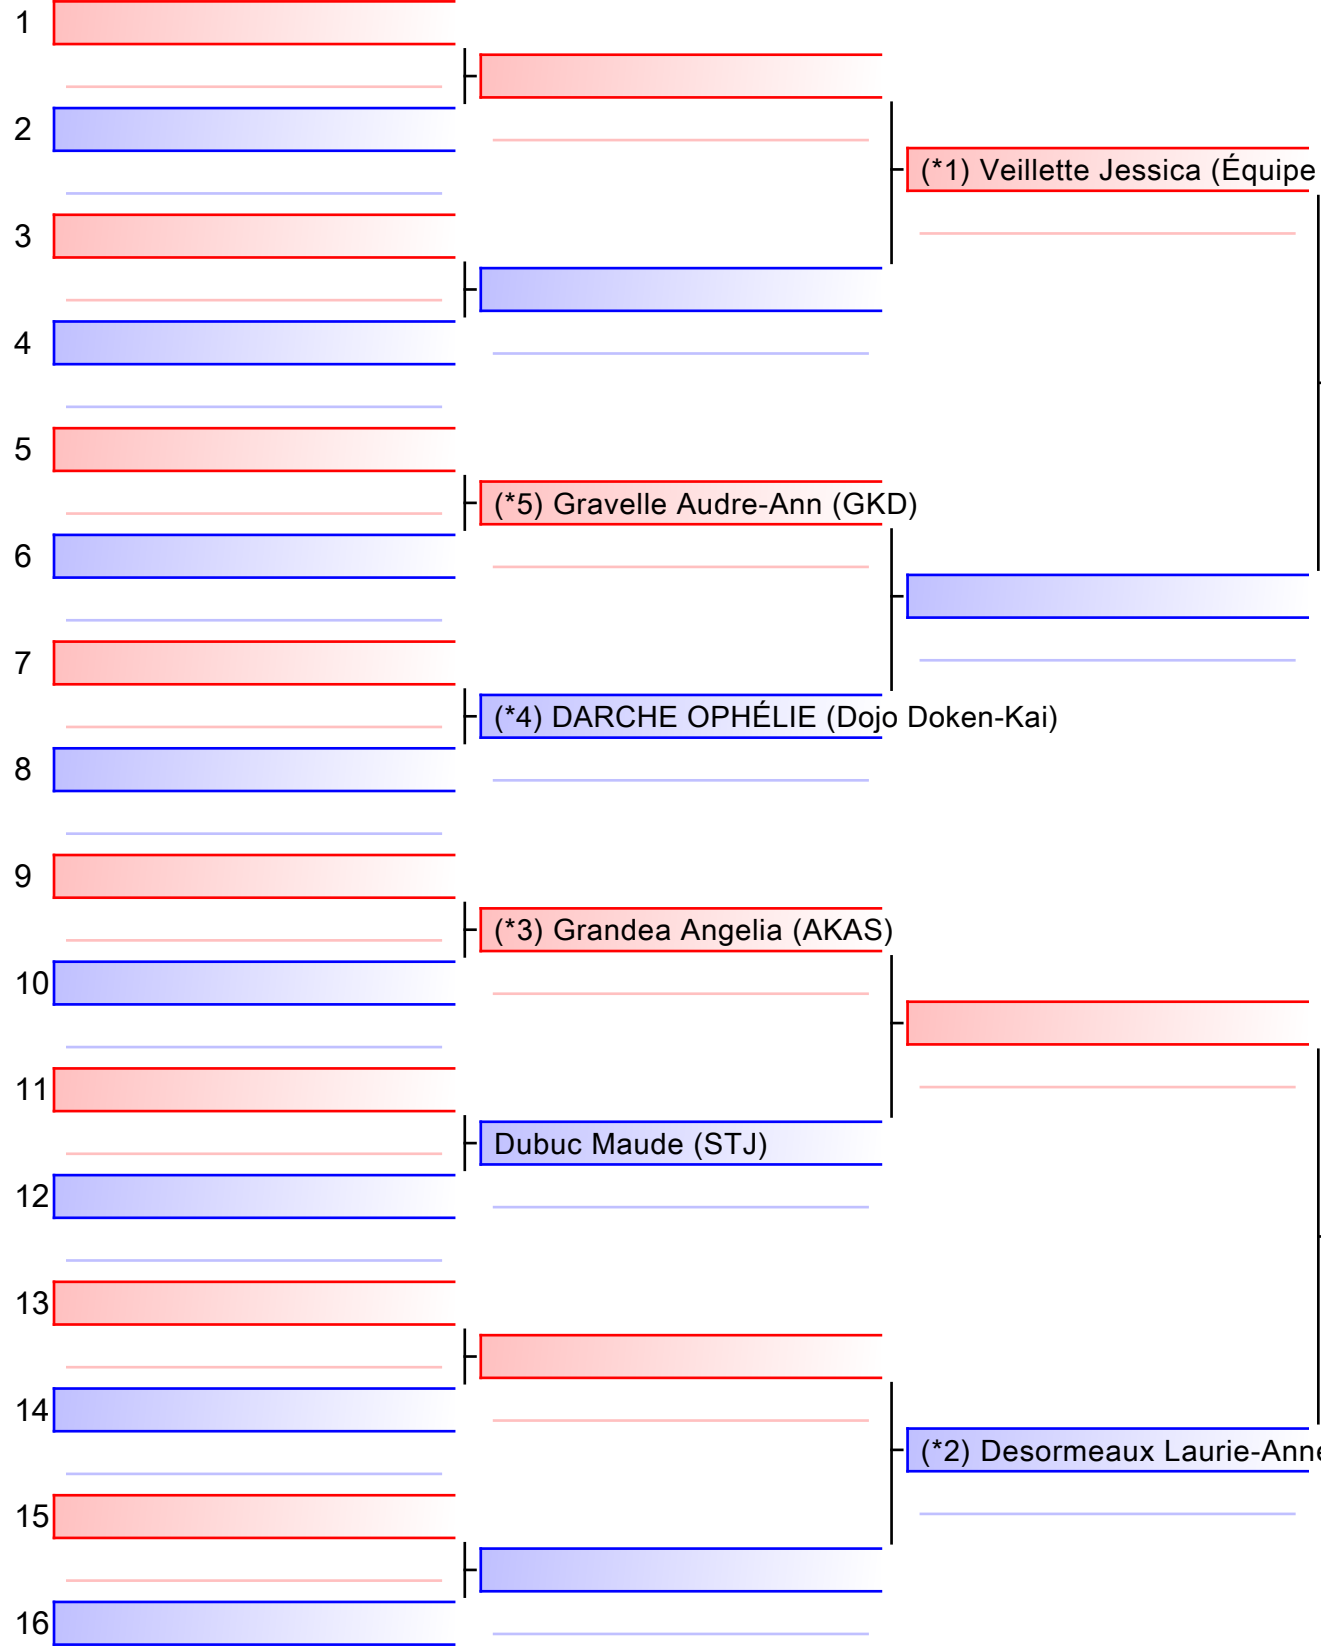 1
2
(*1) Veillette Jessica (Équipe
3
4
5
(*5) Gravelle Audre-Ann (GKD)
6
7
(*4) DARCHE OPHÉLIE (Dojo Doken-Kai)
8
9
(*3) Grandea Angelia (AKAS)
10
11
Dubuc Maude (STJ)
12
13
14
(*2) Desormeaux Laurie-Anne
15
16